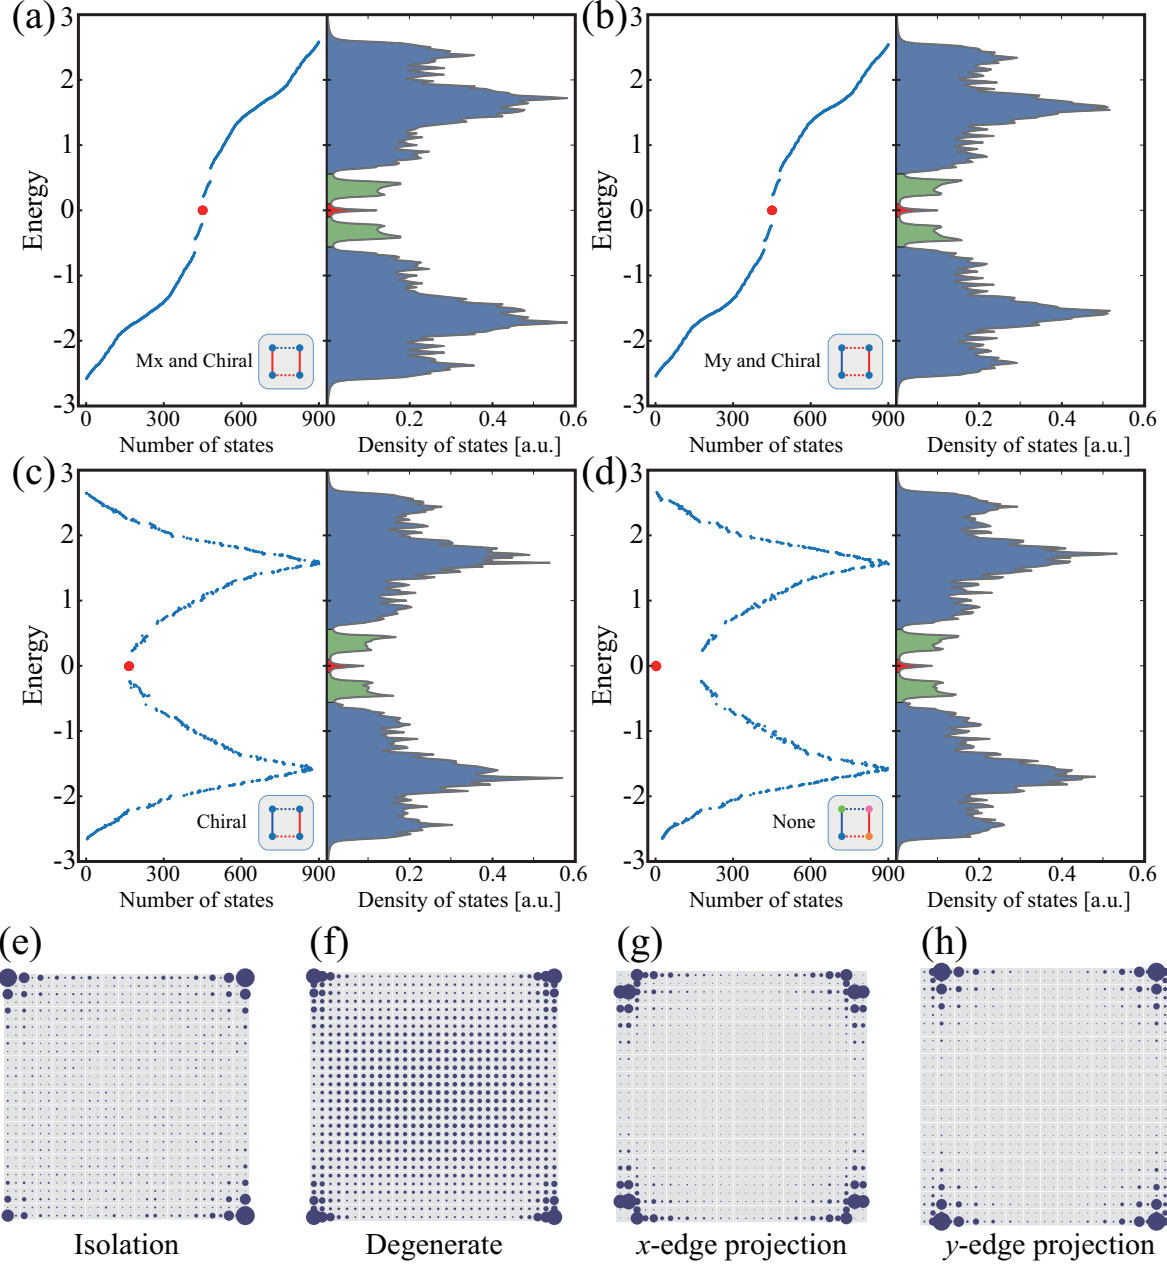 (a)
3
2
1
0
-1
-2
-3
Energy
Mx and Chiral
0 300 600 900
0.2 0.4 0.6
Number of states
Density of states [a.u.]
(b)
3
2
1
0
-1
-2
-3
Energy
My and Chiral
0 300 600 900
0.2 0.4 0.6
Number of states
Density of states [a.u.]
(c)
3
2
1
0
-1
-2
-3
Energy
Chiral
0 300 600 900
0.2 0.4 0.6
Number of states
Density of states [a.u.]
(d)
3
2
1
0
-1
-2
-3
Energy
None
0 300 600 900
0.2 0.4 0.6
Number of states
Density of states [a.u.]
(e)
Isolation
(f)
Degenerate
(g)
x-edge projection
(h)
y-edge projection